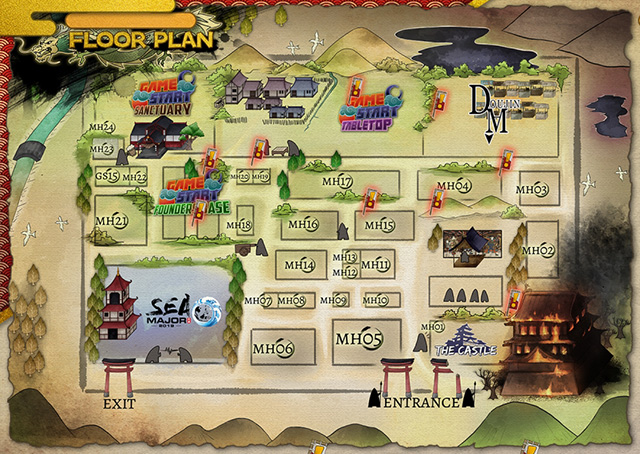 FLOOR PLAN
GAME
START
SANCTUARY
GAME
START
TABLETOP
DOUJIN
M
MH24
MH23
GS15
MH22
GAME
START
FOUNDER
BASE
MH20
MH19
MH17
MH04
MH03
MH21
MH18
MH16
MH15
MH02
MH14
MH13
MH12
MH11
SEA
MAJOR
2018
MH07
MH08
MH09
MH10
MH06
MH05
MH01
THE CASTLE
EXIT
ENTRANCE